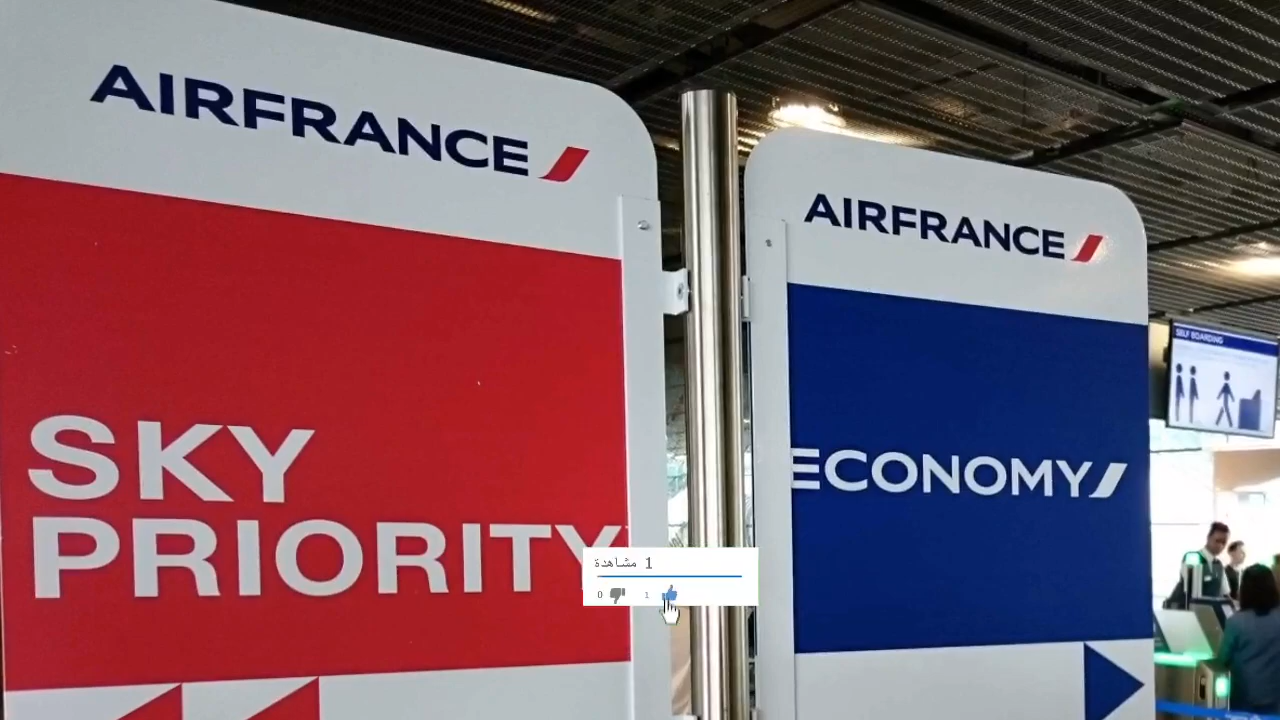 AIRFRANCE
SKY
PRIORITY
AIRFRANCE
ECONOMY
SELF BOARDING
1 مشاهدة
0 1